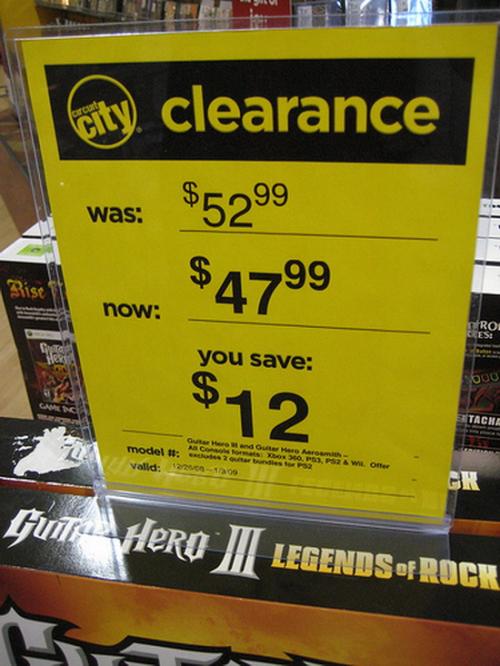 circuit city clearance
was: $52.99
now: $47.99
you save:
$12
model #: Guitar Hero III and Guitar Hero Aerosmith –
All Console formats: Xbox 360, PS3, PS2 & Wii. Offer
excludes 2 guitar bundles for PS2
valid: 12/26/08 – 1/3/09
Guitar Hero III LEGENDS of ROCK